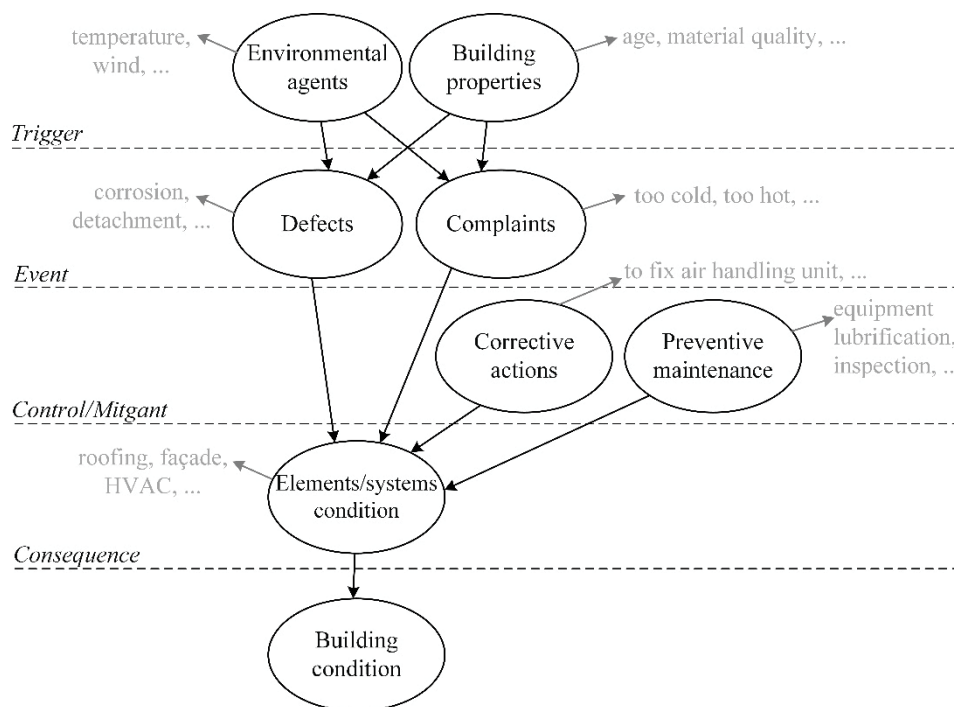 temperature,
wind, ...
Environmental
agents
Building
properties
age, material quality, ...
Trigger
corrosion,
detachment, ...
Defects
Complaints
too cold, too hot, ...
Event
to fix air handling unit, ...
Corrective
actions
Preventive
maintenance
equipment
lubrification,
inspection, ...
Control/Mitgant
roofing, façade,
HVAC, ...
Elements/systems
condition
Consequence
Building
condition